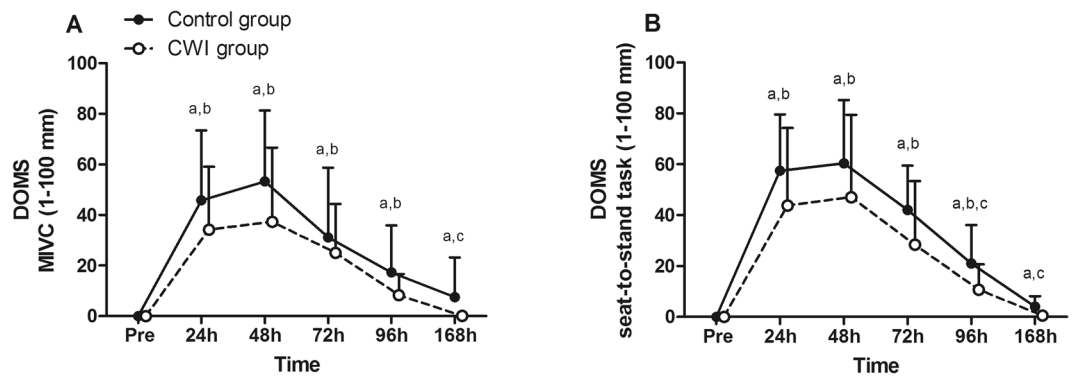 A
Control group
CWI group
DOMS
MIVC (1-100 mm)
100
80
60
40
20
0
a,b
a,b
a,b
a,b
a,c
Pre
24h
48h
72h
96h
168h
Time
B
DOMS
seat-to-stand task (1-100 mm)
100
80
60
40
20
0
a,b
a,b
a,b
a,b,c
a,c
Pre
24h
48h
72h
96h
168h
Time